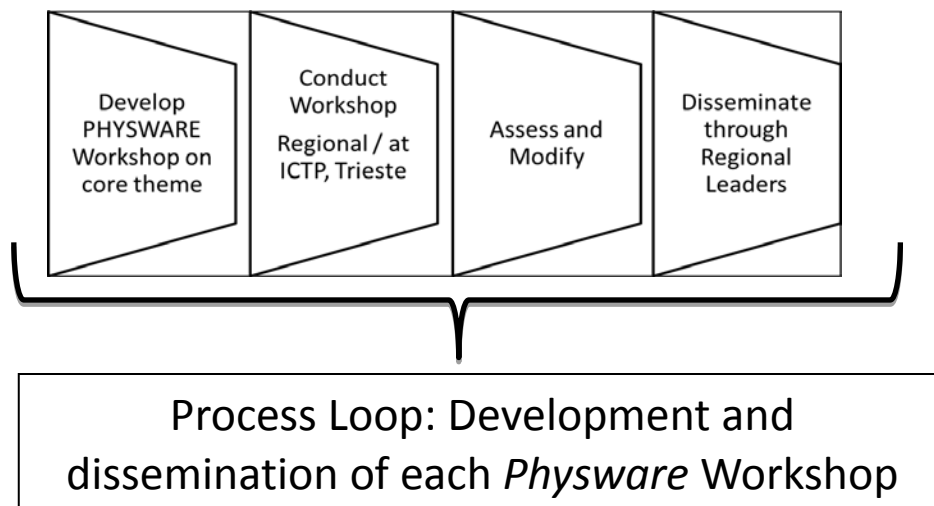 Develop
PHYSWARE
Workshop on
core theme
Conduct
Workshop
Regional / at
ICTP, Trieste
Assess and
Modify
Disseminate
through
Regional
Leaders
Process Loop: Development and
dissemination of each Physware Workshop